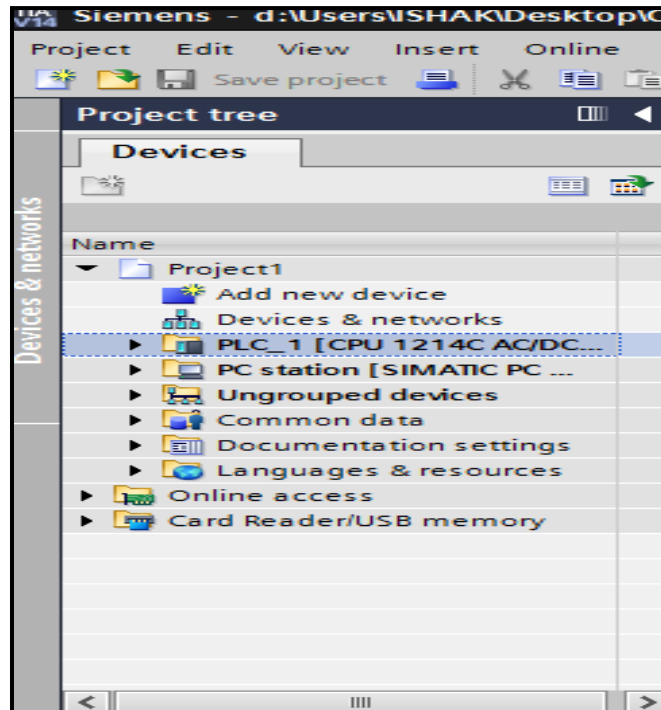 TIA V14 Siemens - d:\Users\ISHAK\Desktop\
Project Edit View Insert Online
Save project
Project tree
Devices
Devices & networks
Name
Project1
Add new device
Devices & networks
PLC_1 [CPU 1214C AC/DC...
PC station [SIMATIC PC ...
Ungrouped devices
Common data
Documentation settings
Languages & resources
Online access
Card Reader/USB memory